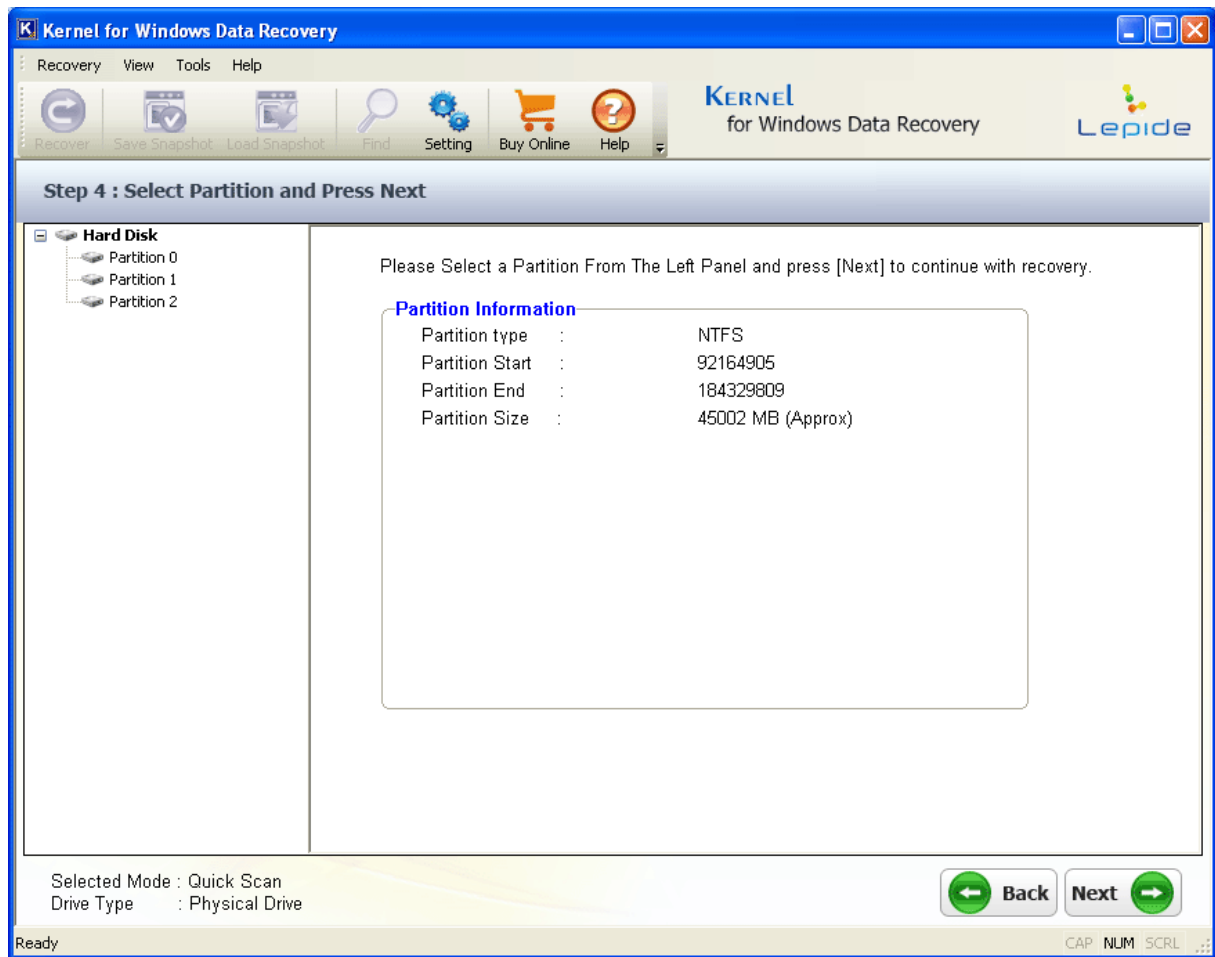 Kernel for Windows Data Recovery
Recovery View Tools Help
Recover Save Snapshot Load Snapshot Find Setting Buy Online Help
KERNEL
for Windows Data Recovery
Lepide
Step 4 : Select Partition and Press Next
Hard Disk
Partition 0
Partition 1
Partition 2
Please Select a Partition From The Left Panel and press [Next] to continue with recovery.
Partition Information
Partition type : NTFS
Partition Start : 92164905
Partition End : 184329809
Partition Size : 45002 MB (Approx)
Selected Mode : Quick Scan
Drive Type : Physical Drive
Back Next
Ready
CAP NUM SCRL